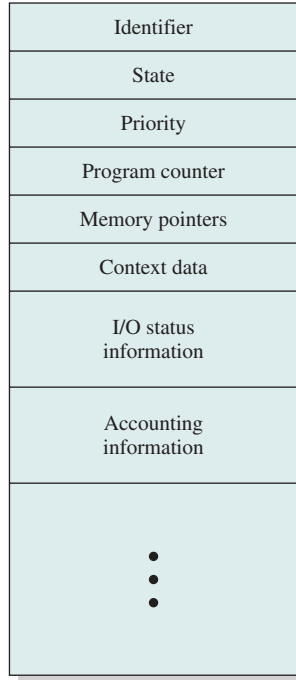 Identifier
State
Priority
Program counter
Memory pointers
Context data
I/O status
information
Accounting
information